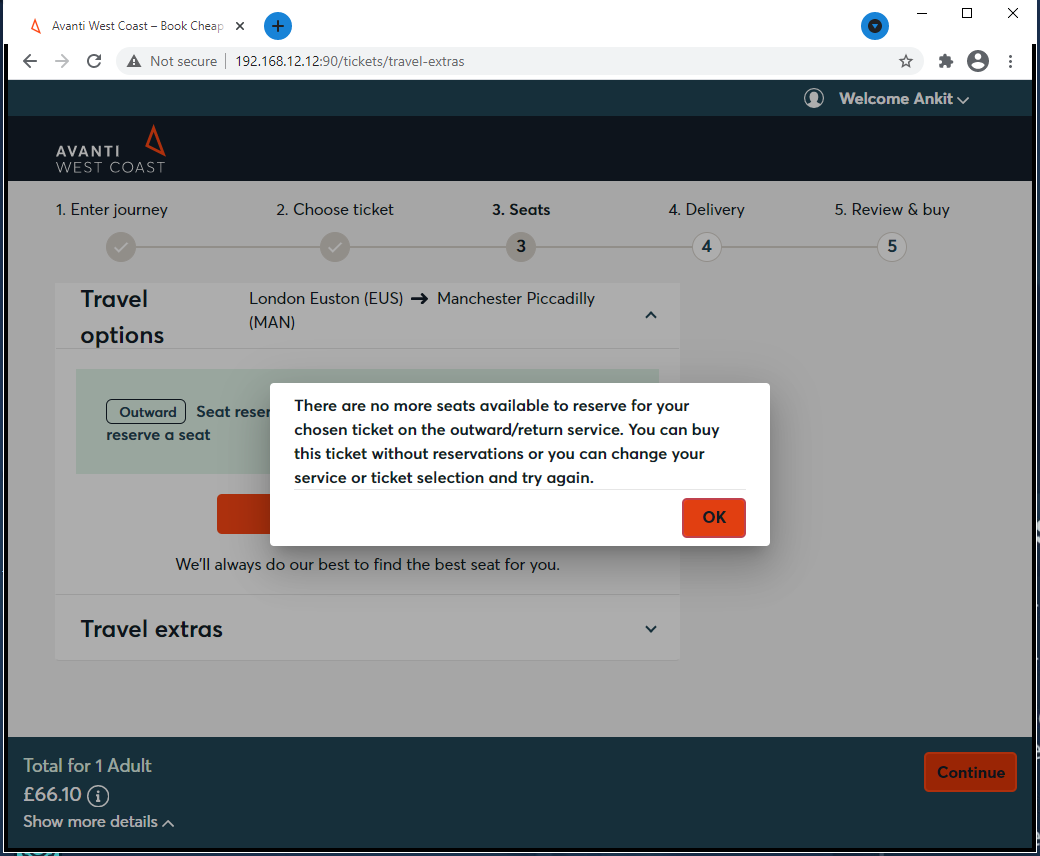 Avanti West Coast – Book Cheap
Not secure
192.168.12.12:90/tickets/travel-extras
Welcome Ankit
AVANTI
WEST COAST
1. Enter journey
2. Choose ticket
3. Seats
4. Delivery
5. Review & buy
3
4
5
Travel
options
London Euston (EUS) → Manchester Piccadilly
(MAN)
Outward Seat reser
reserve a seat
There are no more seats available to reserve for your
chosen ticket on the outward/return service. You can buy
this ticket without reservations or you can change your
service or ticket selection and try again.
OK
We'll always do our best to find the best seat for you.
Travel extras
Total for 1 Adult
£66.10
Show more details
Continue